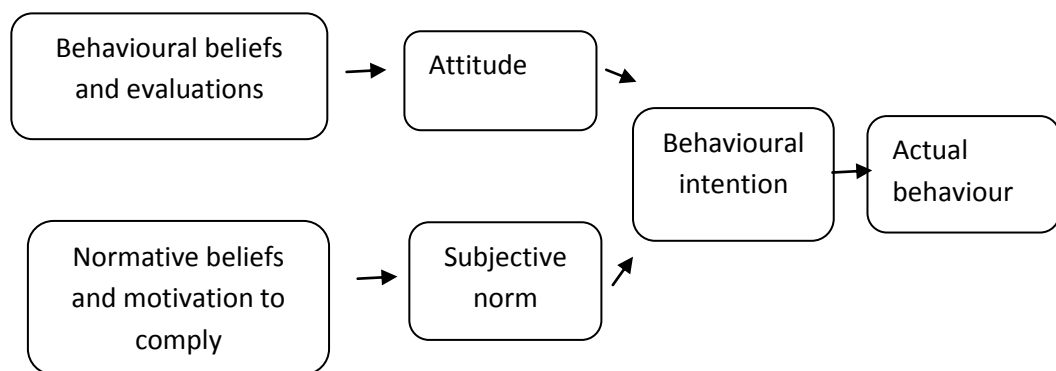 Behavioural beliefs
and evaluations
Attitude
Behavioural
intention
Actual
behaviour
Normative beliefs
and motivation to
comply
Subjective
norm